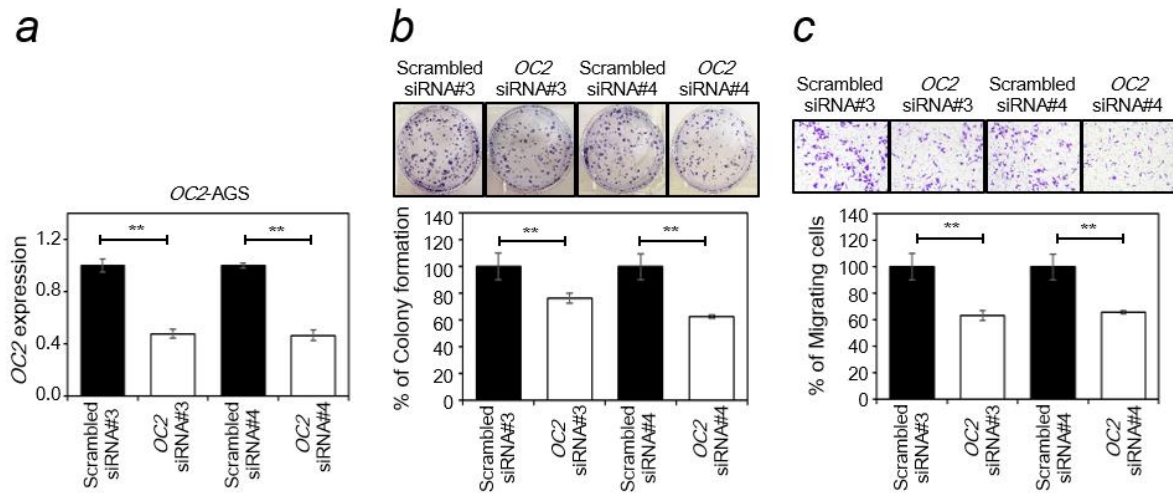 a
OC2-AGS
OC2 expression
1.2
0.8
0.4
0.0
**
**
Scrambled
siRNA#3
OC2
siRNA#3
Scrambled
siRNA#4
OC2
siRNA#4
b
Scrambled
siRNA#3
OC2
siRNA#3
Scrambled
siRNA#4
OC2
siRNA#4
% of Colony formation
140
120
100
80
60
40
20
0
**
**
Scrambled
siRNA#3
OC2
siRNA#3
Scrambled
siRNA#4
OC2
siRNA#4
c
Scrambled
siRNA#3
OC2
siRNA#3
Scrambled
siRNA#4
OC2
siRNA#4
% of Migrating cells
140
120
100
80
60
40
20
0
**
**
Scrambled
siRNA#3
OC2
siRNA#3
Scrambled
siRNA#4
OC2
siRNA#4